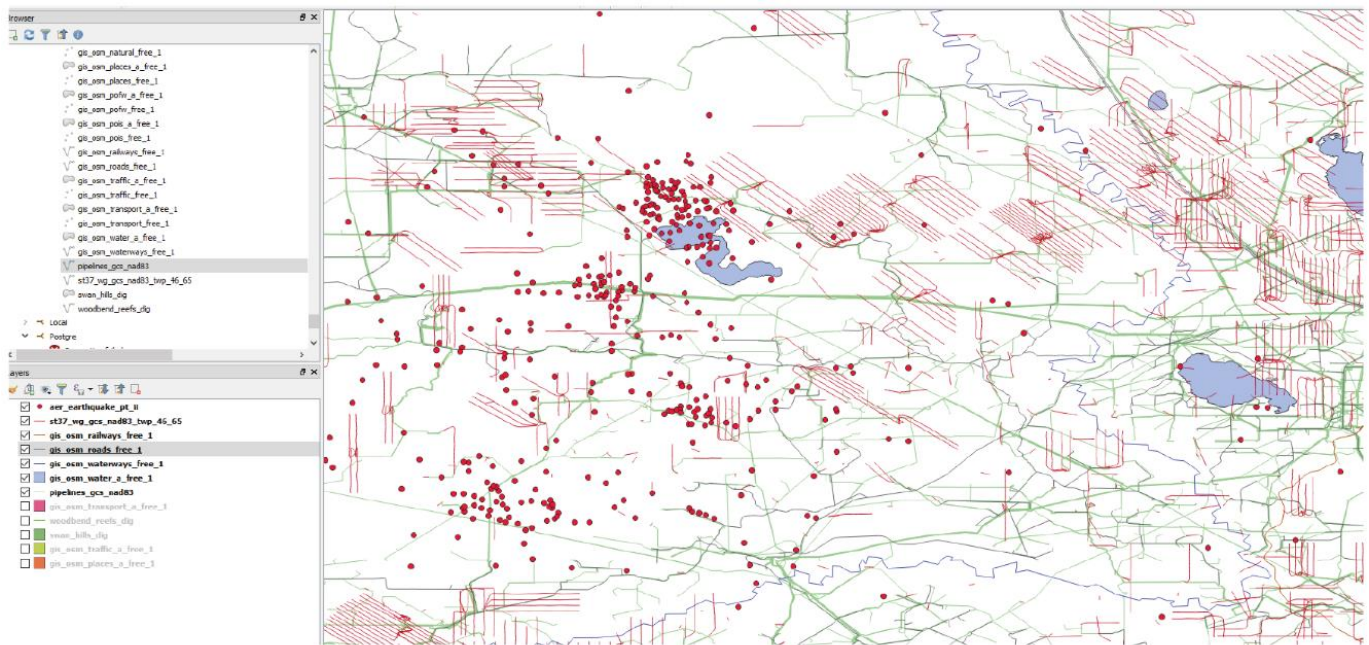 Browser
gis_osm_natural_free_1
gis_osm_places_a_free_1
gis_osm_places_free_1
gis_osm_pofw_a_free_1
gis_osm_pofw_free_1
gis_osm_pois_a_free_1
gis_osm_pois_free_1
gis_osm_railways_free_1
gis_osm_roads_free_1
gis_osm_traffic_a_free_1
gis_osm_traffic_free_1
gis_osm_transport_a_free_1
gis_osm_transport_free_1
gis_osm_water_a_free_1
gis_osm_waterways_free_1
pipelines_gcs_nad83
st37_wg_gcs_nad83_twp_46_65
swan_hills_dig
woodbend_reefs_dig
Local
Postgre
ayers
aer_earthquake_pt_ll
st37_wg_gcs_nad83_twp_46_65
gis_osm_railways_free_1
gis_osm_roads_free_1
gis_osm_waterways_free_1
gis_osm_water_a_free_1
pipelines_gcs_nad83
gis_osm_transport_a_free_1
woodbend_reefs_dig
swan_hills_dig
gis_osm_traffic_a_free_1
gis_osm_places_a_free_1